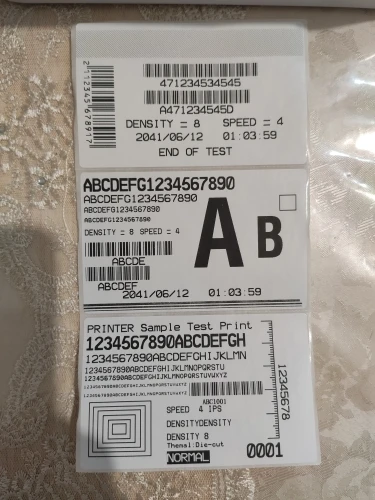 2112345678917
471234534545
A471234545D
DENSITY = 8 SPEED = 4
2041/06/12 01:03:59
END OF TEST
ABCDEFG1234567890
ABCDEFG1234567890
ABCDEFG1234567890
ABCDEFG1234567890
DENSITY = 8 SPEED = 4
A B
ABCDE
ABCDEF
2041/06/12 01:03:59
PRINTER Sample Test Print
1234567890ABCDEFGH
1234567890ABCDEFGHIJKLMN
1234567890ABCDEFGHIJKLMNOPQRSTU
1234567890ABCDEFGHIJKLMNOPQRSTUVWXYZ
12345678
ABC1001
SPEED 4 IPS
DENSITYDENSITY
DENSITY 8
Themal:Die-cut
NORMAL
0001